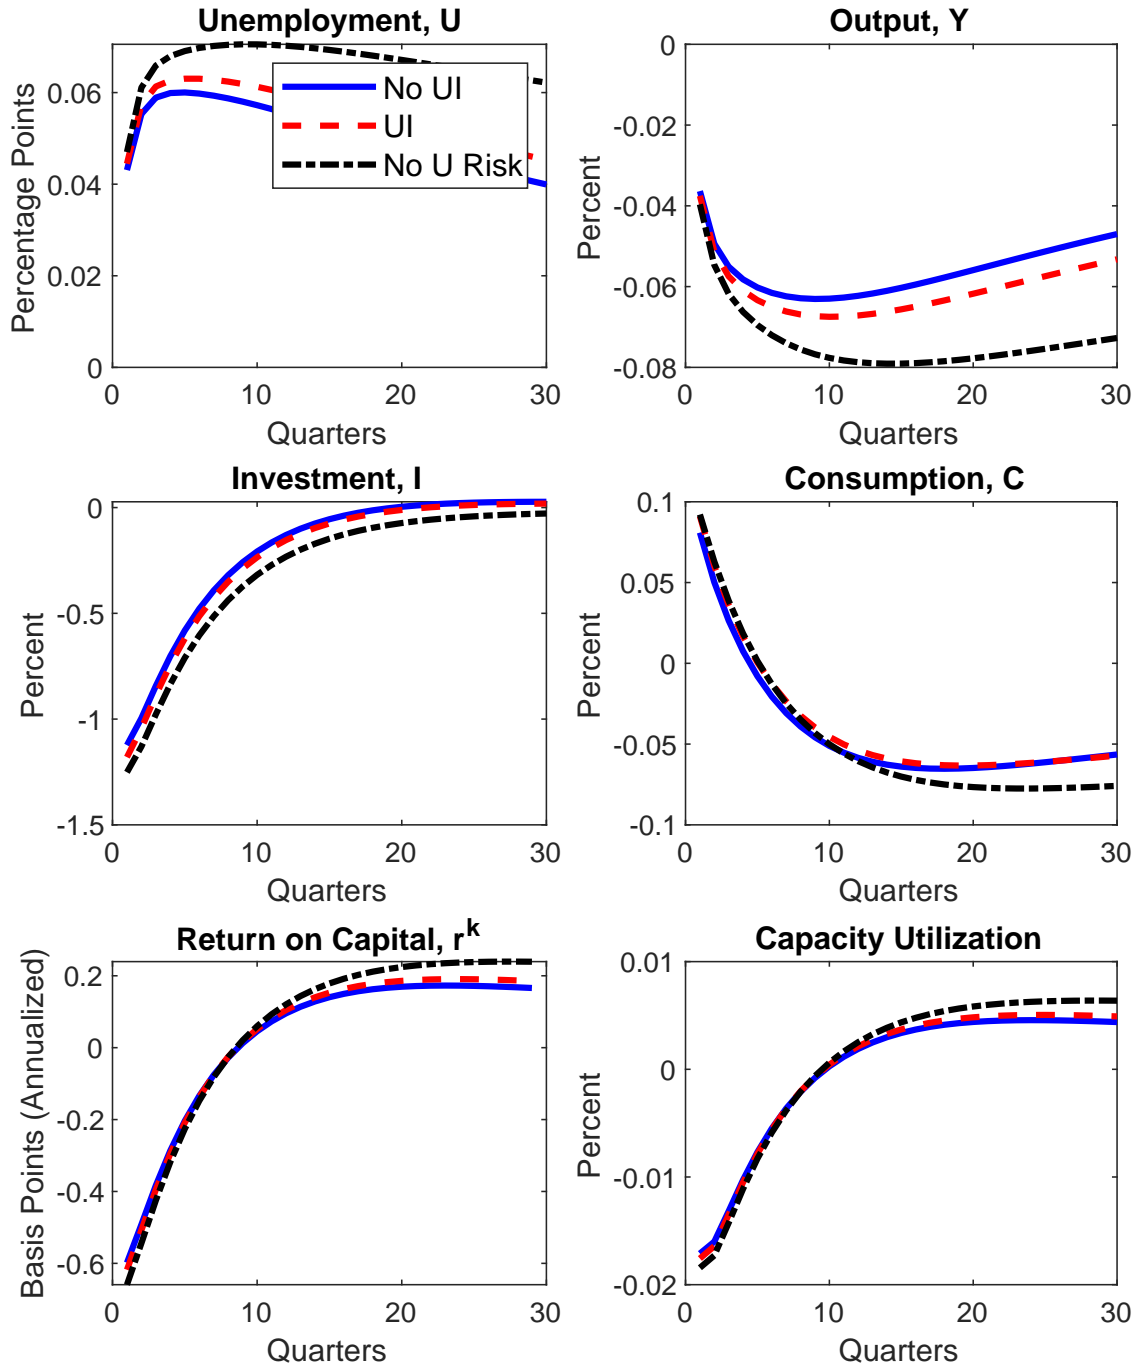 Unemployment, U
Percentage Points
0.06
0.04
0.02
0
No UI
UI
No U Risk
0 10 20 30
Quarters
Output, Y
Percent
0
-0.02
-0.04
-0.06
-0.08
0 10 20 30
Quarters
Investment, I
Percent
0
-0.5
-1
-1.5
0 10 20 30
Quarters
Consumption, C
Percent
0.1
0.05
0
-0.05
-0.1
0 10 20 30
Quarters
Return on Capital, r^k
Basis Points (Annualized)
0.2
0
-0.2
-0.4
-0.6
0 10 20 30
Quarters
Capacity Utilization
Percent
0.01
0
-0.01
-0.02
0 10 20 30
Quarters